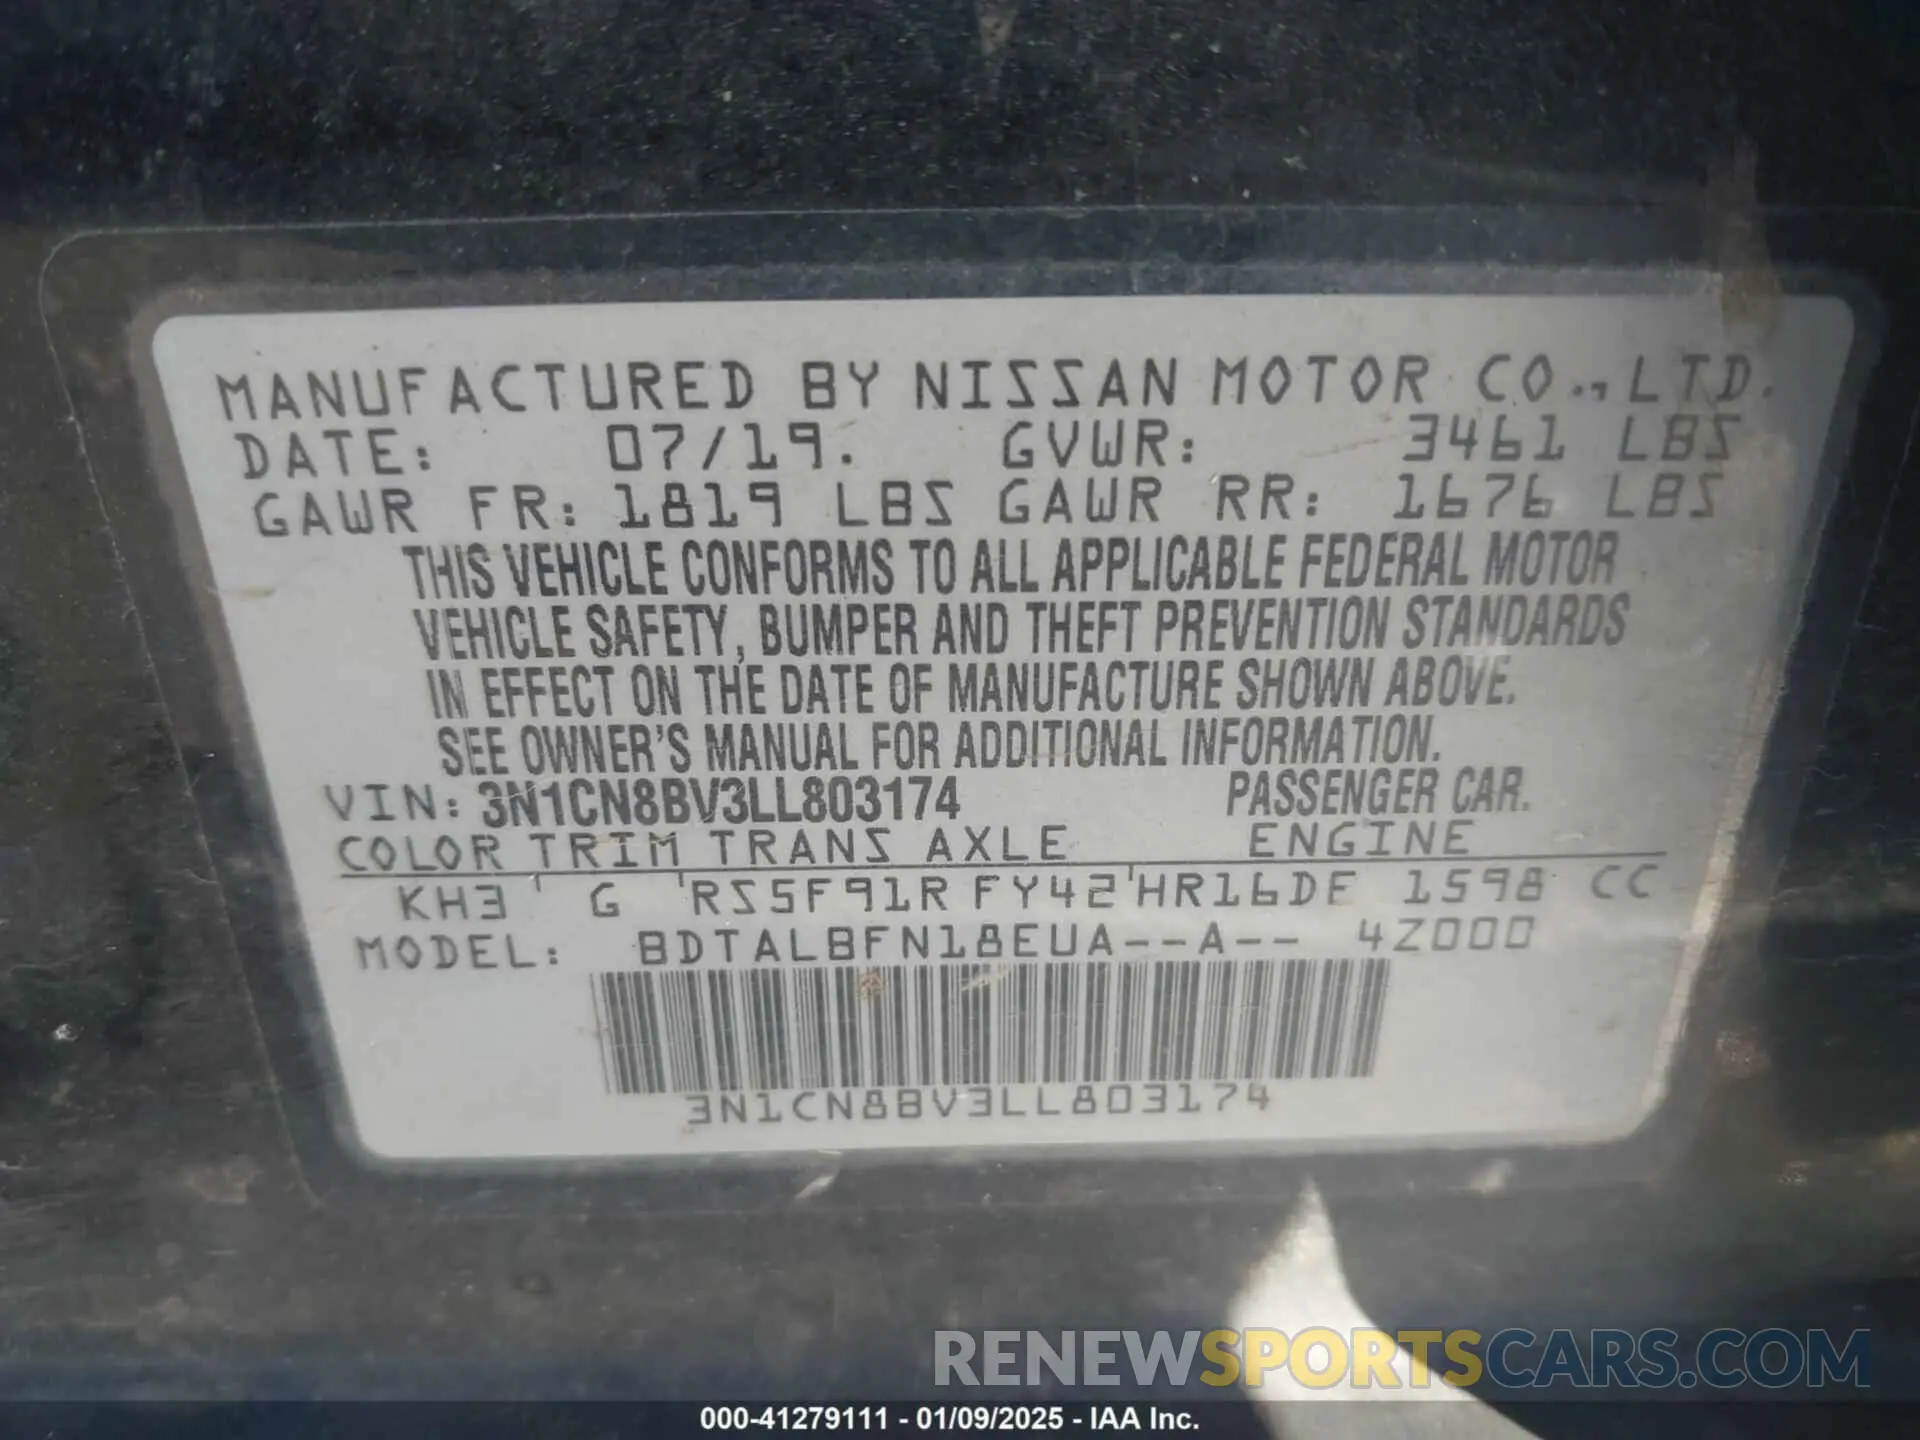 MANUFACTURED BY NISSAN MOTOR CO., LTD.
DATE: 07/19. GVWR: 3461 LBS
GAWR FR: 1819 LBS GAWR RR: 1676 LBS
THIS VEHICLE CONFORMS TO ALL APPLICABLE FEDERAL MOTOR
VEHICLE SAFETY, BUMPER AND THEFT PREVENTION STANDARDS
IN EFFECT ON THE DATE OF MANUFACTURE SHOWN ABOVE.
SEE OWNER'S MANUAL FOR ADDITIONAL INFORMATION.
VIN: 3N1CN8BV3LL803174 PASSENGER CAR.
COLOR TRIM TRANS AXLE ENGINE
KH3 G RS5F91R FY42 HR16DE 1598 CC
MODEL: BDTALBFN18EUA--A-- 4Z000
3N1CN8BV3LL803174
RENEWSPORTSCARS.COM
000-41279111 - 01/09/2025 - IAA Inc.